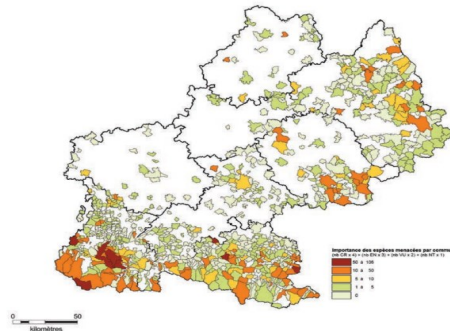 Importance des espèces menacées par commune
(nb CR x 4) + (nb EN x 3) + (nb VU x 2) + (nb NT x 1)
50 à 106
10 à 50
5 à 10
1 à 5
0
0 50
kilomètres